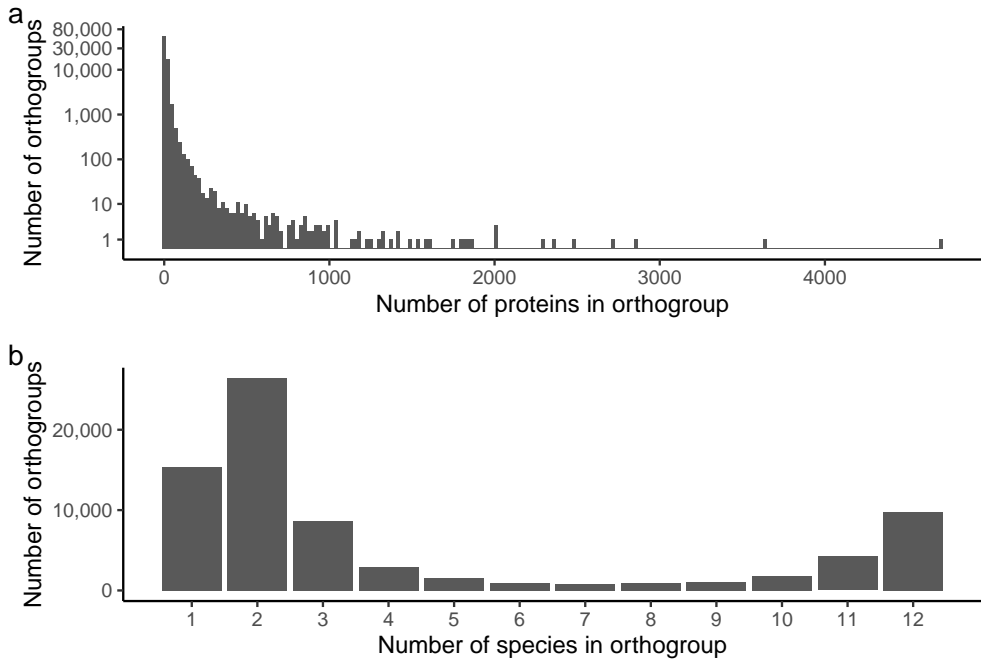 a
Number of orthogroups
80,000
30,000
10,000
1,000
100
10
1
0 1000 2000 3000 4000
Number of proteins in orthogroup
b
Number of orthogroups
20,000
10,000
0
1 2 3 4 5 6 7 8 9 10 11 12
Number of species in orthogroup